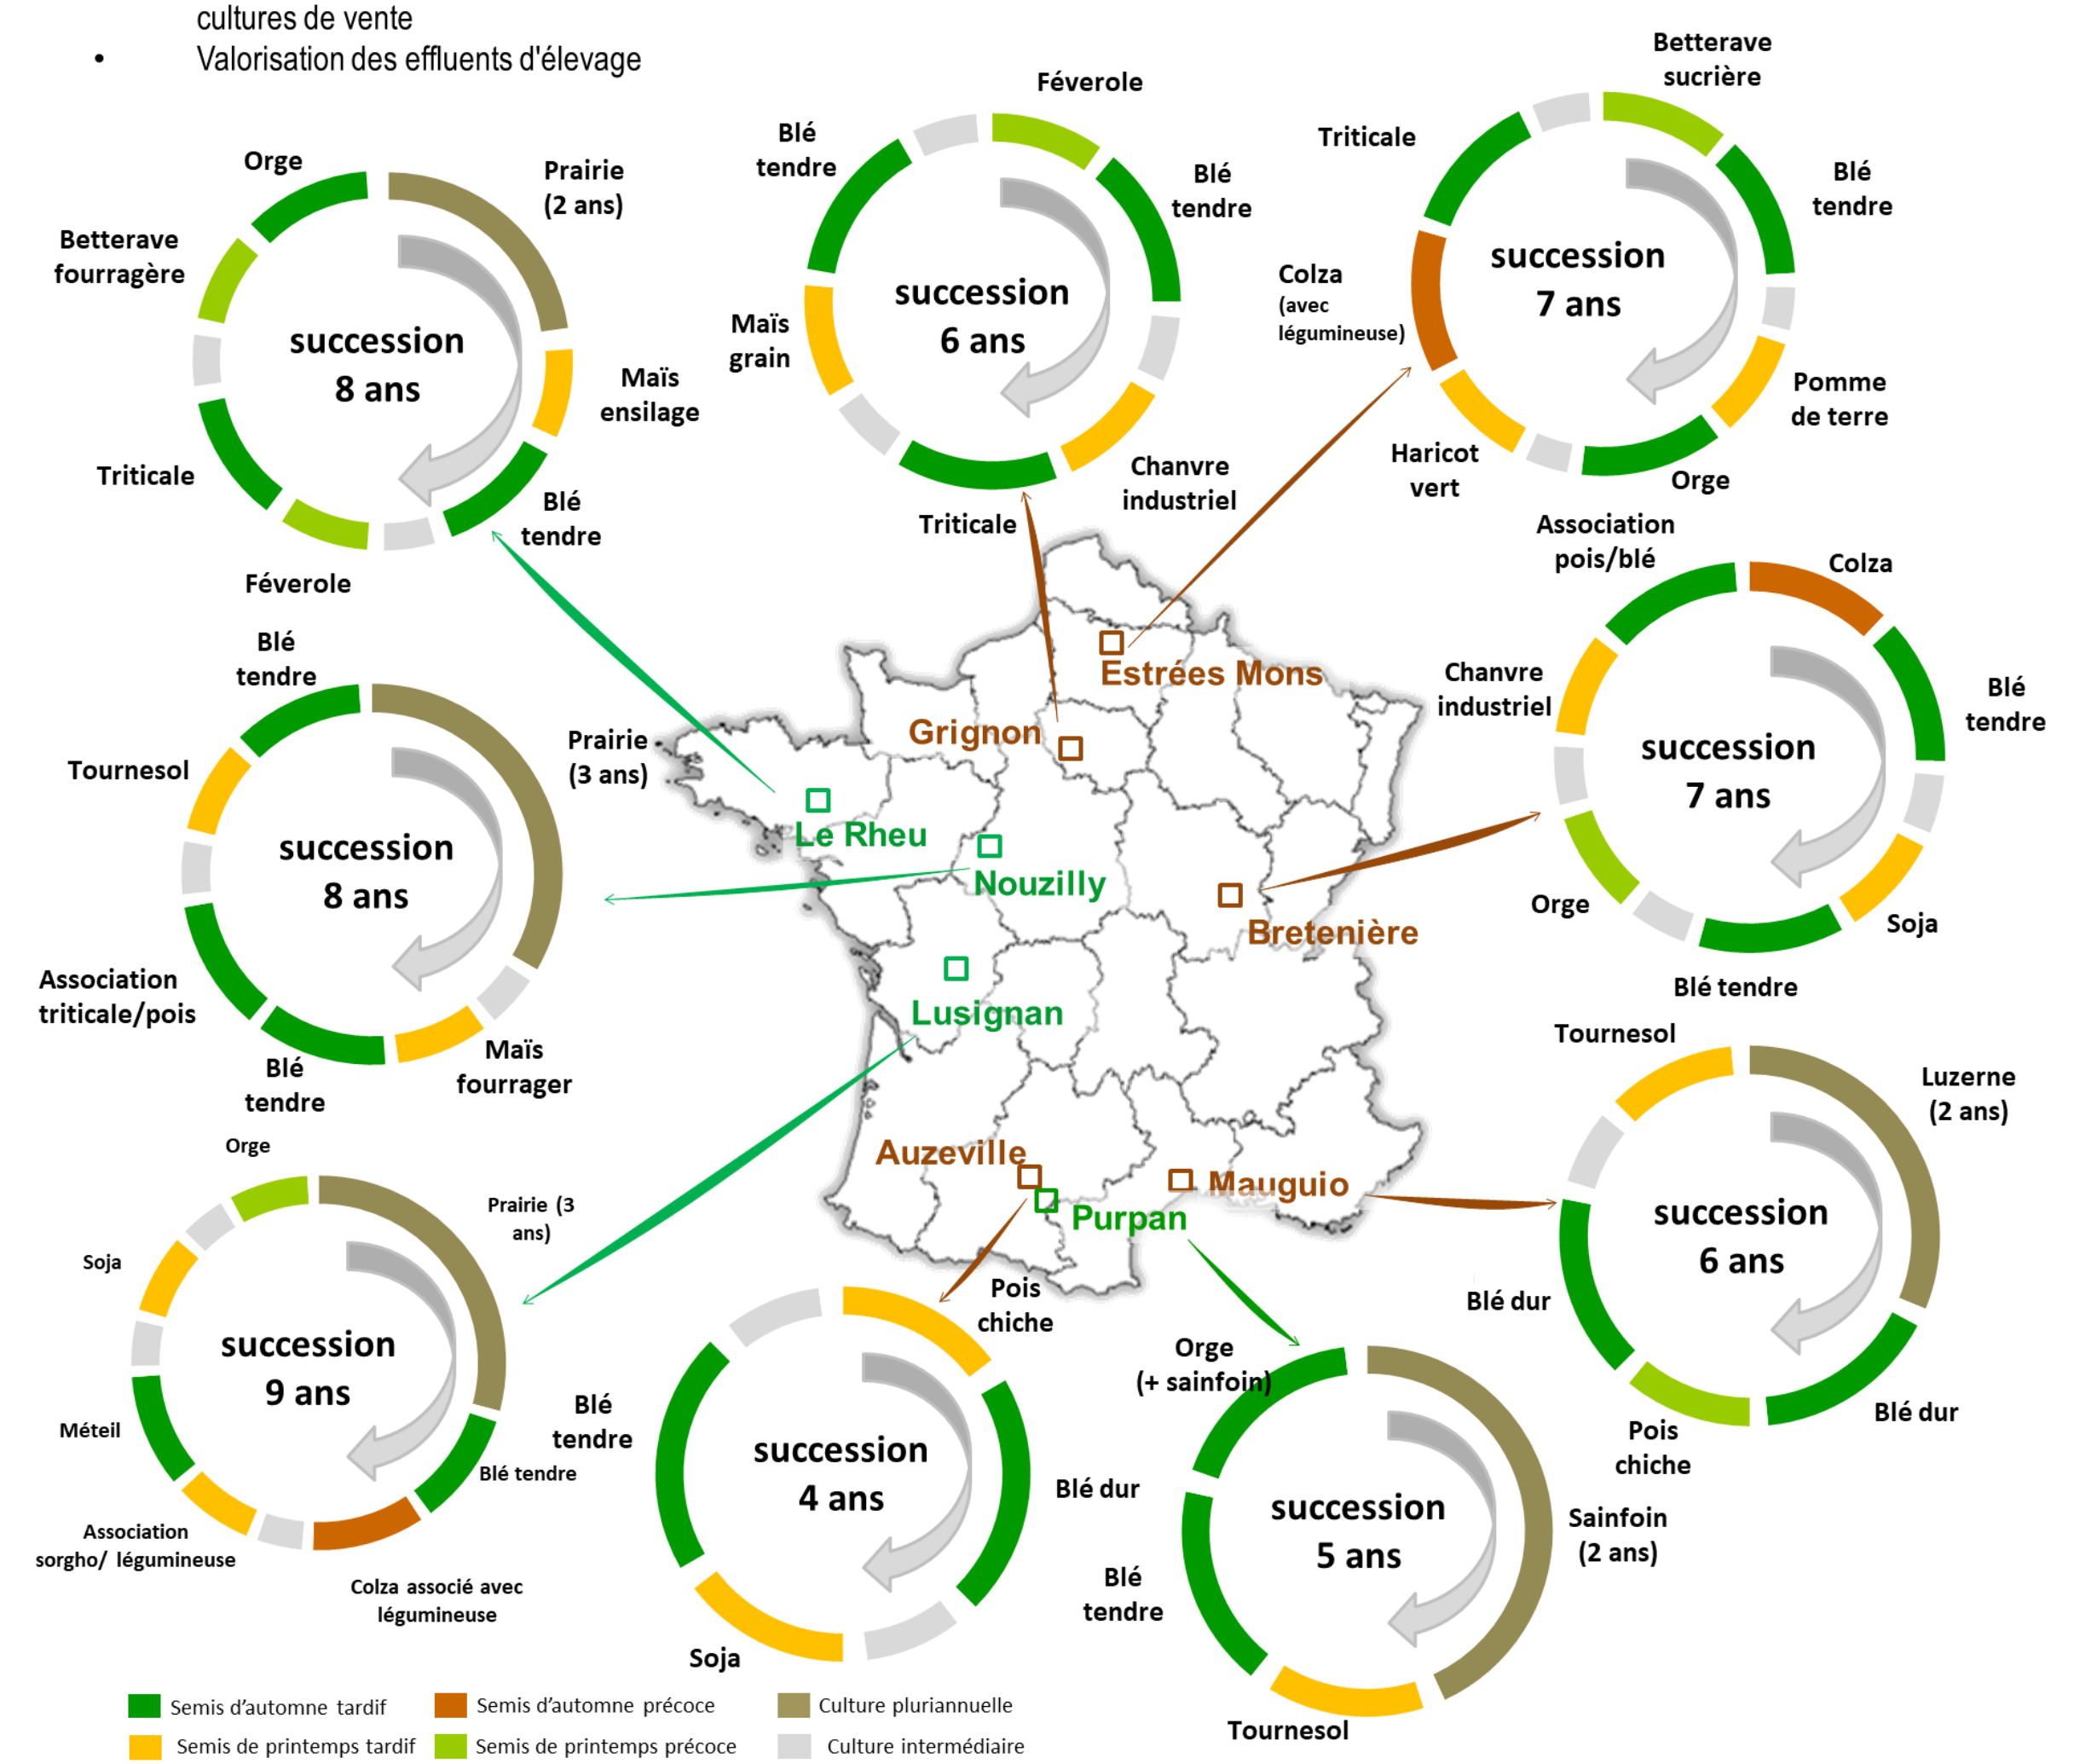 cultures de vente
• Valorisation des effluents d'élevage
Orge
Prairie
(2 ans)
Betterave
fourragère
succession
8 ans
Maïs
ensilage
Triticale
Blé
tendre
Féverole
Féverole
Blé
tendre
Blé
tendre
succession
6 ans
Maïs
grain
Chanvre
industriel
Triticale
Betterave
sucrière
Triticale
Blé
tendre
succession
7 ans
Colza
(avec
légumineuse)
Pomme
de terre
Haricot
vert
Orge
Association
pois/blé
Colza
Chanvre
industriel
Blé
tendre
succession
7 ans
Orge
Soja
Blé tendre
Blé
tendre
Prairie
(3 ans)
Tournesol
succession
8 ans
Association
triticale/pois
Maïs
fourrager
Blé
tendre
Estrées Mons
Grignon
Le Rheu
Nouzilly
Bretenière
Lusignan
Auzeville
Mauguio
Purpan
Tournesol
Luzerne
(2 ans)
succession
6 ans
Blé dur
Blé dur
Pois
chiche
Orge
Prairie (3
ans)
Soja
succession
9 ans
Méteil
Blé tendre
Association
sorgho/ légumineuse
Colza associé avec
légumineuse
Pois
chiche
Blé
tendre
succession
4 ans
Blé dur
Soja
Orge
(+ sainfoin)
succession
5 ans
Sainfoin
(2 ans)
Blé
tendre
Tournesol
Semis d'automne tardif
Semis d'automne précoce
Culture pluriannuelle
Semis de printemps tardif
Semis de printemps précoce
Culture intermédiaire